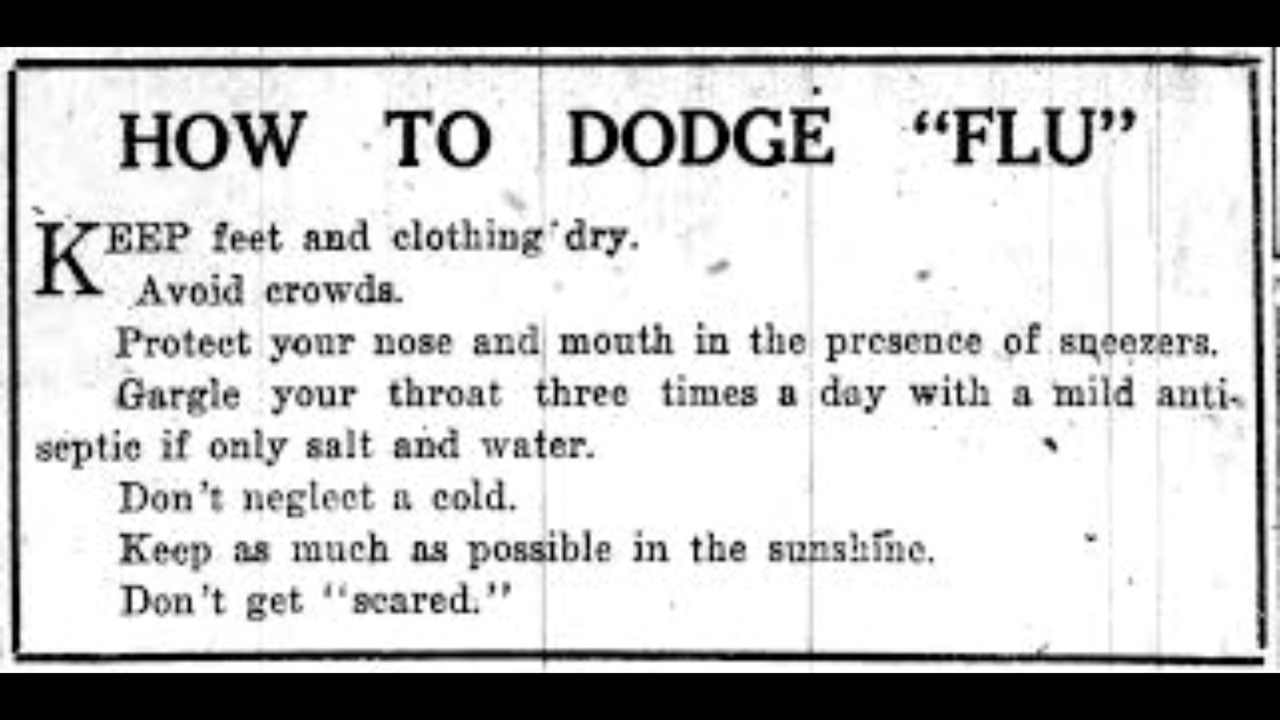 HOW TO DODGE “FLU”
KEEP feet and clothing dry.
Avoid crowds.
Protect your nose and mouth in the presence of sneezers.
Gargle your throat three times a day with a mild anti-
septic if only salt and water.
Don't neglect a cold.
Keep as much as possible in the sunshine.
Don't get “scared.”